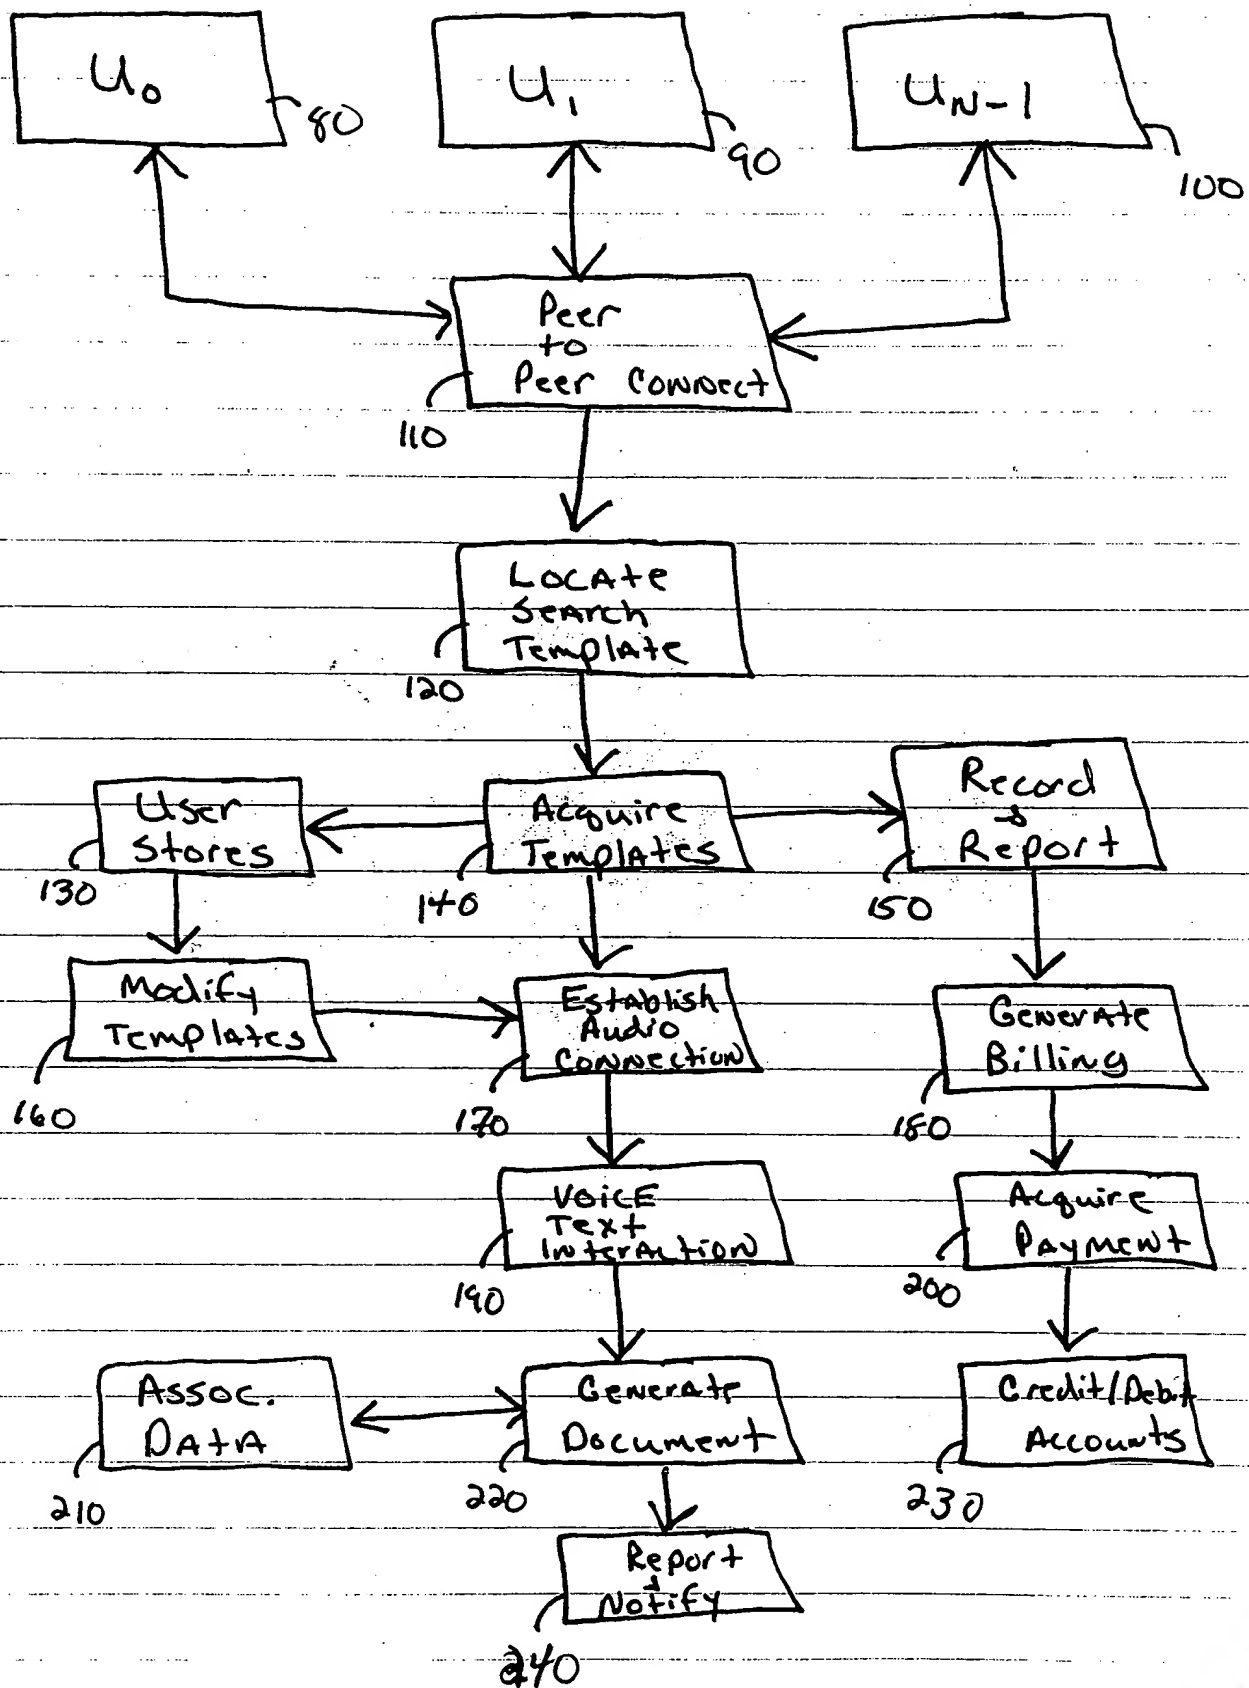 U₀
80
U₁
90
U_N-1
100
Peer
to
Peer Connect
110
Locate
Search
Template
120
User
Stores
130
Acquire
Templates
140
Record
&
Report
150
Modify
Templates
160
Establish
Audio
Connection
170
Generate
Billing
180
Voice
Text
Interaction
190
Acquire
Payment
200
Assoc.
Data
210
Generate
Document
220
Credit/Debit
Accounts
230
Report
&
Notify
240